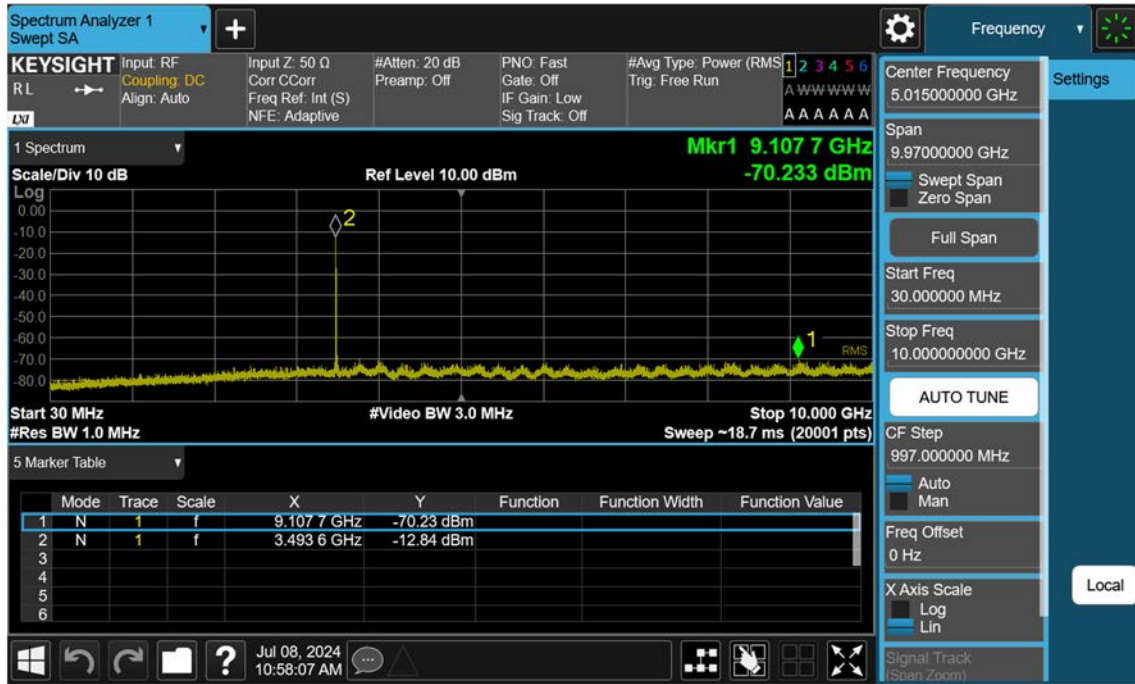 Spectrum Analyzer 1
Swept SA
+
Frequency
KEYSIGHT
RL
LXI
Input: RF
Coupling: DC
Align: Auto
Input Z: 50 Ω
Corr CCorr
Freq Ref: Int (S)
NFE: Adaptive
#Atten: 20 dB
Preamp: Off
PNO: Fast
Gate: Off
IF Gain: Low
Sig Track: Off
#Avg Type: Power (RMS
Trig: Free Run
1 2 3 4 5 6
A W W W W W
A A A A A A
1 Spectrum
Scale/Div 10 dB
Ref Level 10.00 dBm
Mkr1 9.107 7 GHz
-70.233 dBm
Log
0.00
-10.0
-20.0
-30.0
-40.0
-50.0
-60.0
-70.0
-80.0
2
1
RMS
Start 30 MHz
#Video BW 3.0 MHz
Stop 10.000 GHz
#Res BW 1.0 MHz
Sweep ~18.7 ms (20001 pts)
5 Marker Table
Mode Trace Scale X Y Function Function Width Function Value
1 N 1 f 9.107 7 GHz -70.23 dBm
2 N 1 f 3.493 6 GHz -12.84 dBm
3
4
5
6
Jul 08, 2024
10:58:07 AM
?
Center Frequency
5.015000000 GHz
Settings
Span
9.97000000 GHz
Swept Span
Zero Span
Full Span
Start Freq
30.000000 MHz
Stop Freq
10.000000000 GHz
AUTO TUNE
CF Step
997.000000 MHz
Auto
Man
Freq Offset
0 Hz
X Axis Scale
Log
Lin
Local
Signal Track
(Span Zoom)